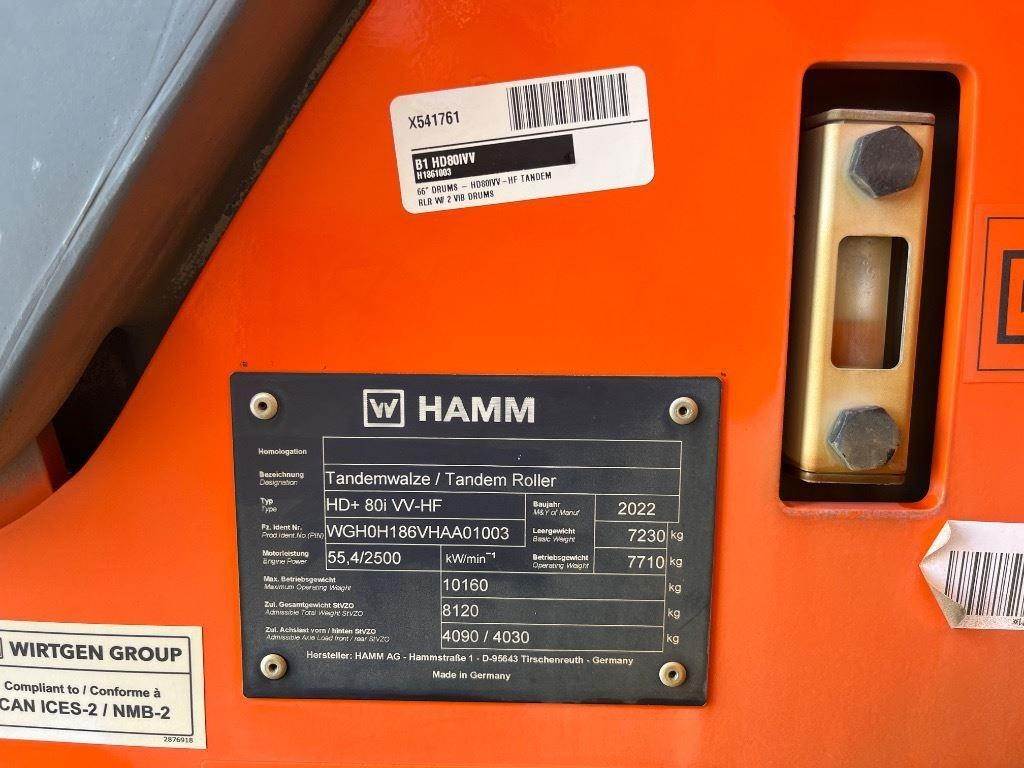 X541761
B1 HD80IVV
H1861003
66" DRUMS - HD80IVV-HF TANDEM
RLR W/ 2 VIB DRUMS
HAMM
Homologation
Bezeichnung
Designation
Tandemwalze / Tandem Roller
Typ
Type
HD+ 80i VV-HF
Baujahr
M&Y of Manuf
2022
Fz. Ident Nr.
Prod.Ident.No (PIN)
WGH0H186VHAA01003
Leergewicht
Basic Weight
7230 kg
Motorleistung
Engine Power
55,4/2500
kW/min⁻¹
Betriebsgewicht
Operating Weight
7710 kg
Max. Betriebsgewicht
Maximum Operating Weight
10160 kg
Zul. Gesamtgewicht StVZO
Admissible Total Weight StVZO
8120 kg
Zul. Achslast vorn / hinten StVZO
Admissible Axle Load front / rear StVZO
4090 / 4030 kg
Hersteller: HAMM AG - Hammstraße 1 - D-95643 Tirschenreuth - Germany
Made in Germany
WIRTGEN GROUP
Compliant to / Conforme à
CAN ICES-2 / NMB-2
2876918